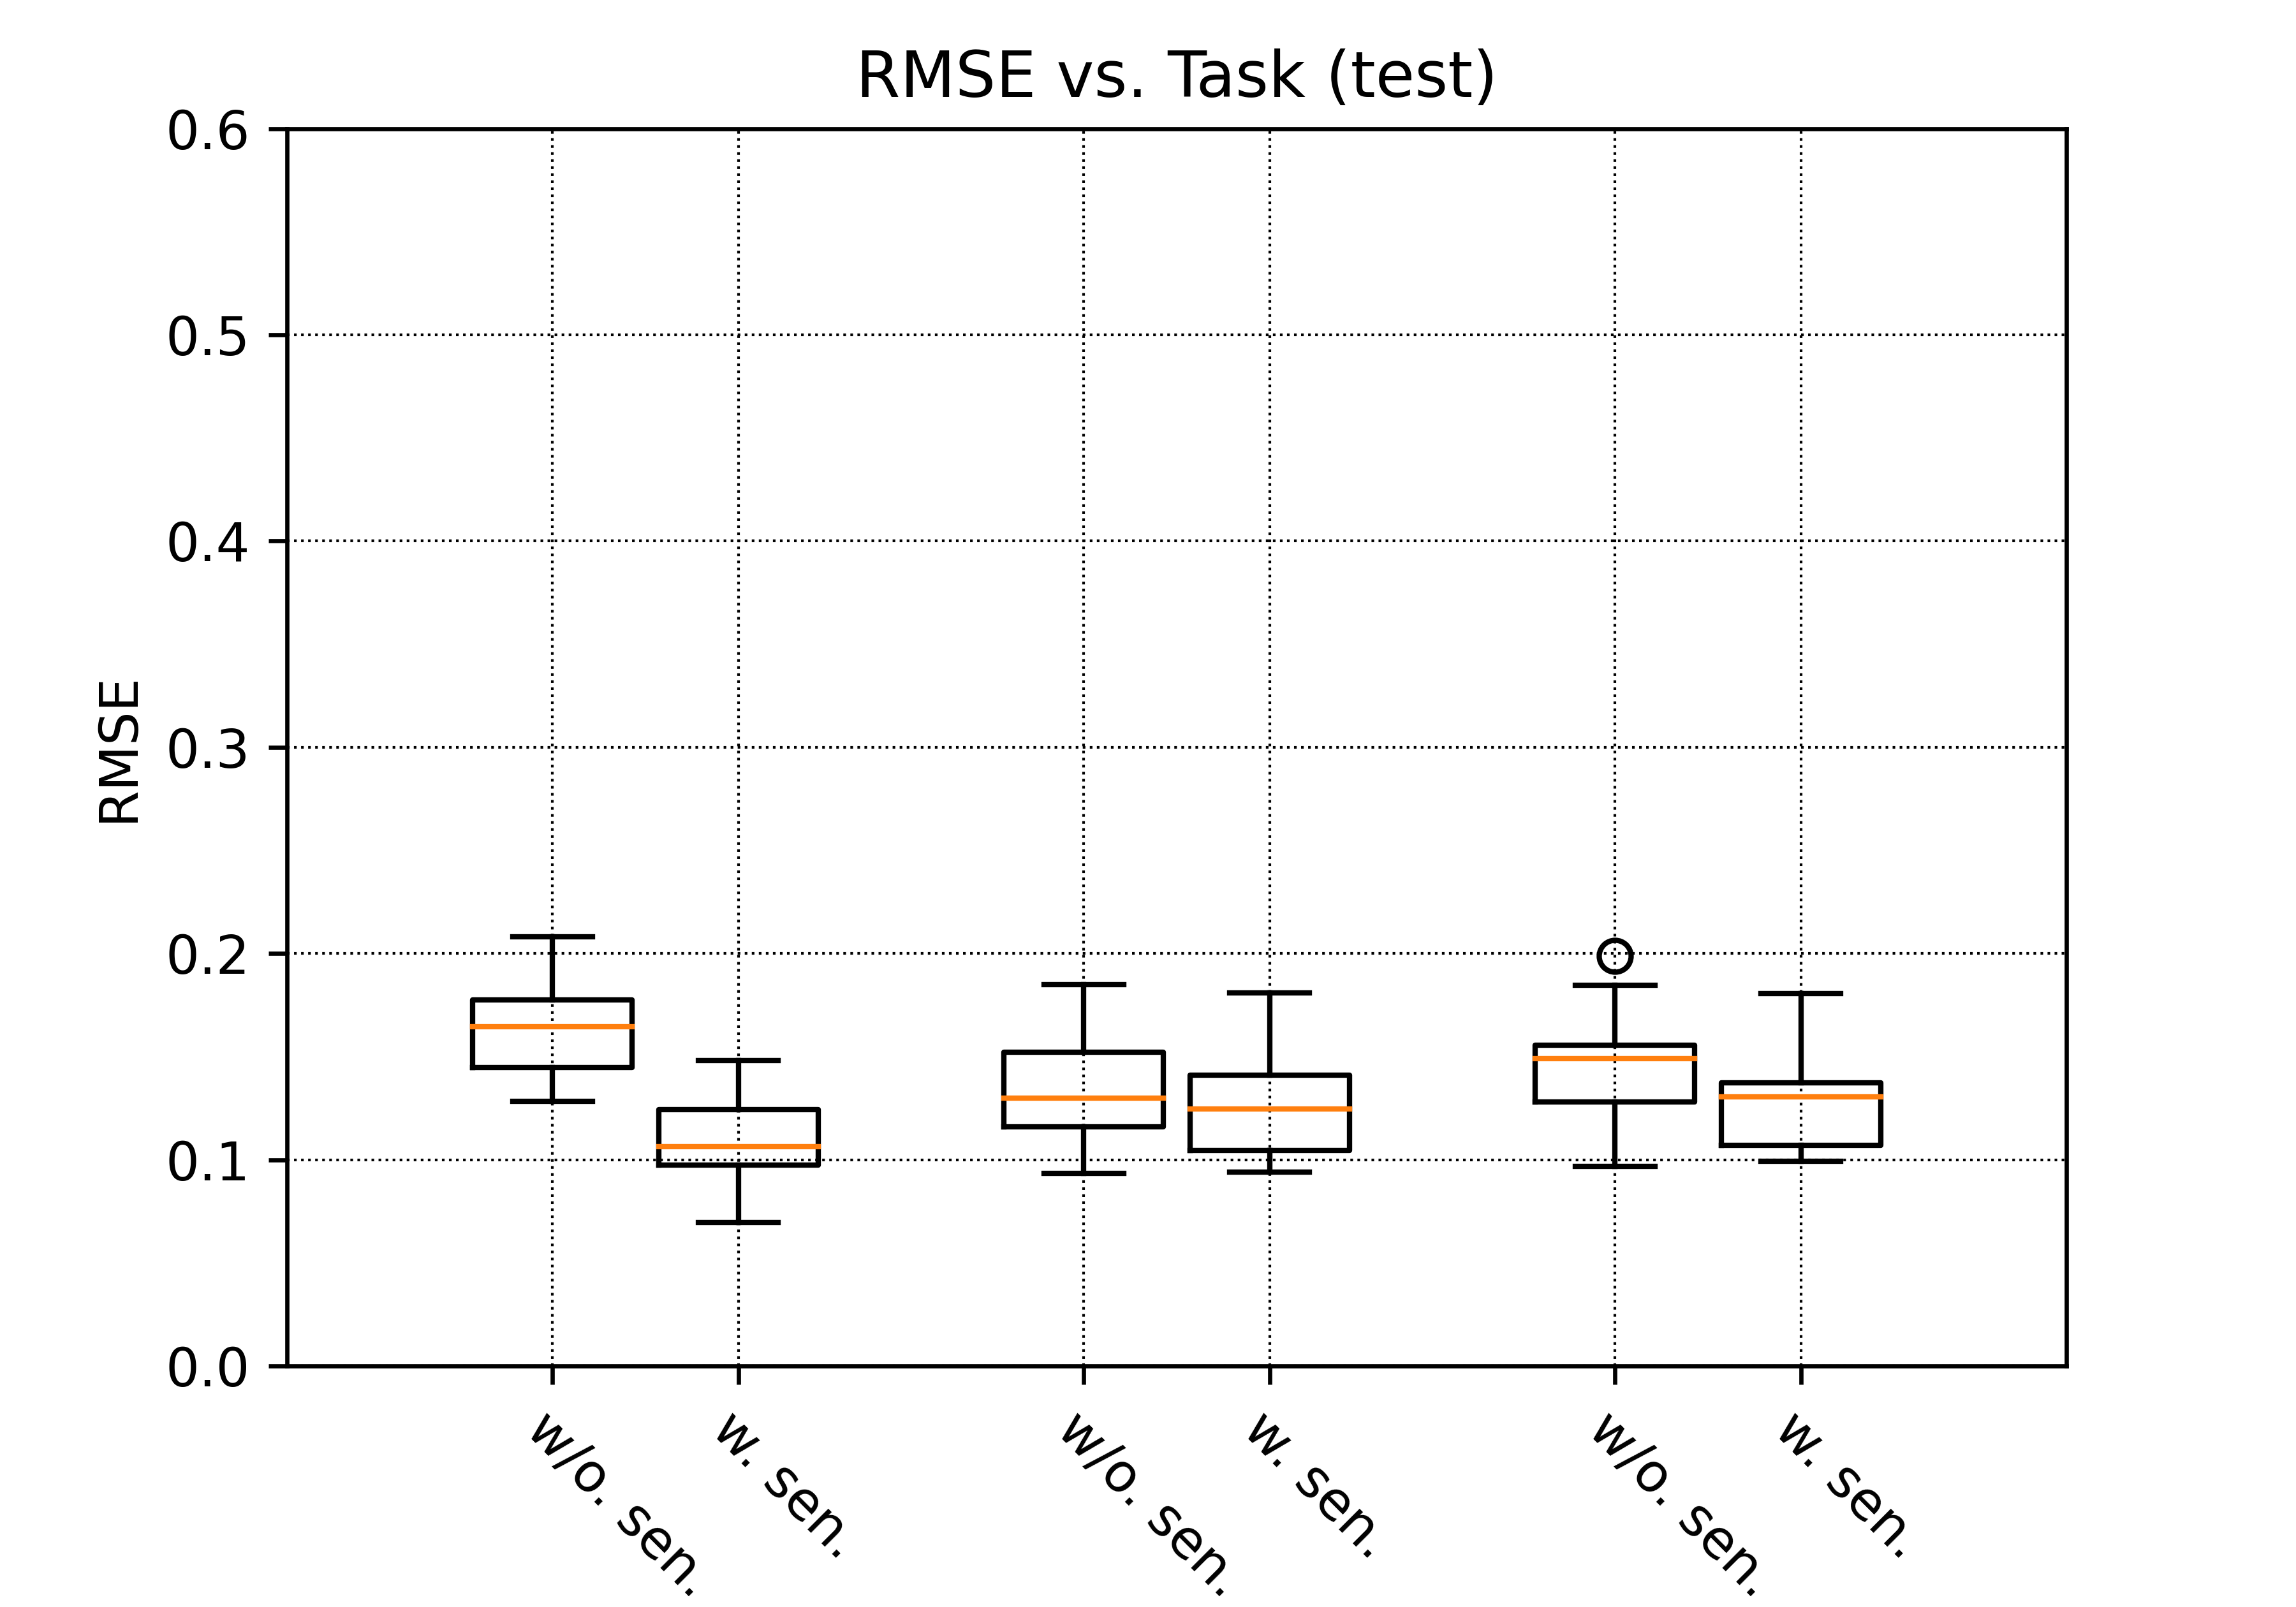 RMSE vs. Task (test)
RMSE
0.6
0.5
0.4
0.3
0.2
0.1
0.0
w/o. sen.
w. sen.
w/o. sen.
w. sen.
w/o. sen.
w. sen.